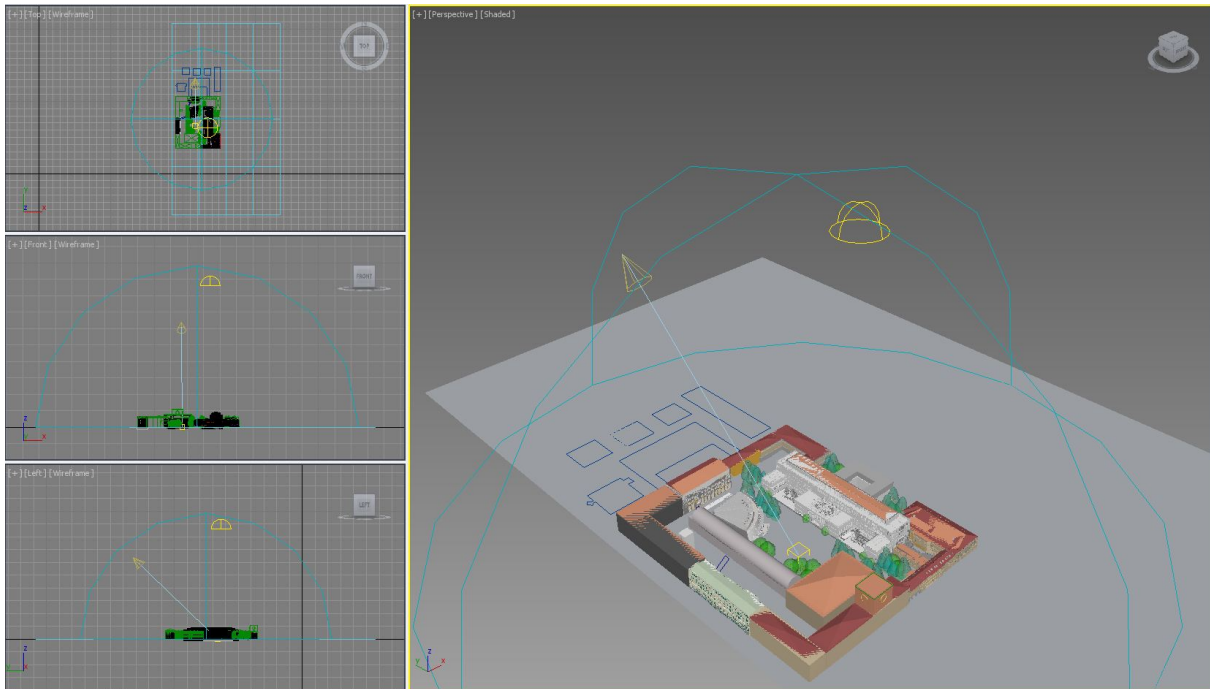 [+] [Top] [Wireframe]
TOP
y
x
[+] [Front] [Wireframe]
FRONT
z
x
[+] [Left] [Wireframe]
LEFT
z
[+] [Perspective] [Shaded]
z
y
x